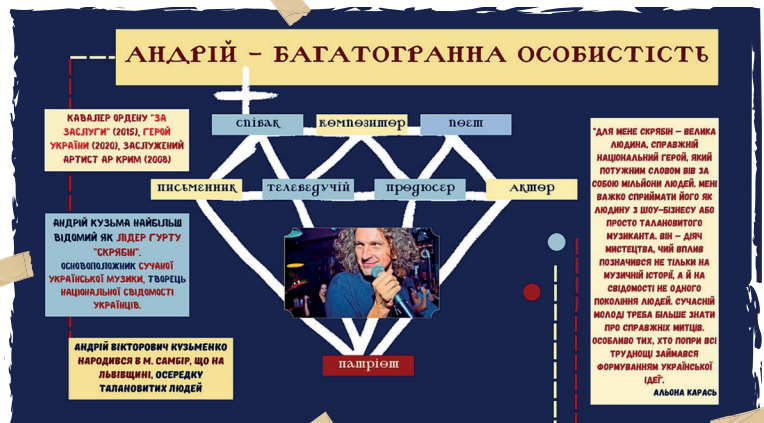 АНДРІЙ – БАГАТОГРАННА ОСОБИСТІСТЬ
КАВАЛЕР ОРДЕНУ "ЗА
ЗАСЛУГИ" (2015), ГЕРОЙ
УКРАЇНИ (2020), ЗАСЛУЖЕНИЙ
АРТИСТ АР КРИМ (2008)
співак
композитор
поет
письменник
телеведучій
продюсер
актор
АНДРІЙ КУЗЬМА НАЙБІЛЬШ
ВІДОМИЙ ЯК ЛІДЕР ГУРТУ
"СКРЯБІН".
ОСНОВОПОЛОЖНИК СУЧАНОЇ
УКРАЇНСЬКОЇ МУЗИКИ, ТВОРЕЦЬ
НАЦІОНАЛЬНОЇ СВІДОМОСТІ
УКРАЇНЦІВ.
АНДРІЙ ВІКТОРОВИЧ КУЗЬМЕНКО
НАРОДИВСЯ В М. САМБІР, ЩО НА
ЛЬВІВЩИНІ, ОСЕРЕДКУ
ТАЛАНОВИТИХ ЛЮДЕЙ
патріот
"ДЛЯ МЕНЕ СКРЯБІН – ВЕЛИКА
ЛЮДИНА, СПРАВЖНІЙ
НАЦІОНАЛЬНИЙ ГЕРОЙ, ЯКИЙ
ПОТУЖНИМ СЛОВОМ ВІВ ЗА
СОБОЮ МІЛЬЙОНИ ЛЮДЕЙ. МЕНІ
ВАЖКО СПРИЙМАТИ ЙОГО ЯК
ЛЮДИНУ З ШОУ-БІЗНЕСУ АБО
ПРОСТО ТАЛАНОВИТОГО
МУЗИКАНТА. ВІН – ДІЯЧ
МИСТЕЦТВА, ЧИЙ ВПЛИВ
ПОЗНАЧИВСЯ НЕ ТІЛЬКИ НА
МУЗИЧНІЙ ІСТОРІЇ, А Й НА
СВІДОМОСТІ НЕ ОДНОГО
ПОКОЛІННЯ ЛЮДЕЙ. СУЧАСНІЙ
МОЛОДІ ТРЕБА БІЛЬШЕ ЗНАТИ
ПРО СПРАВЖНІХ МИТЦІВ.
ОСОБЛИВО ТИХ, ХТО ПОПРИ ВСІ
ТРУДНОЩІ ЗАЙМАВСЯ
ФОРМУВАННЯМ УКРАЇНСЬКОЇ
ІДЕЇ".
АЛЬОНА КАРАСЬ